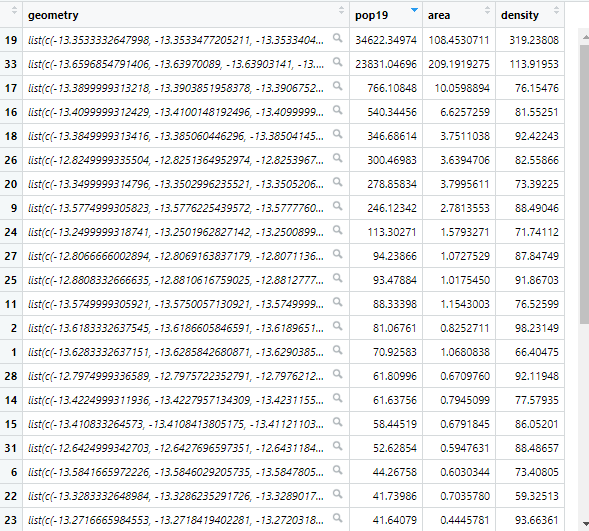 geometry pop19 area density
19 list(c(-13.3533332647998, -13.3533477205211, -13.3533404... 34622.34974 108.4530711 319.23808
33 list(c(-13.6596854791406, -13.63970089, -13.63903141, -13.... 23831.04696 209.1919275 113.91953
17 list(c(-13.3899999313218, -13.3903851958378, -13.3906752... 766.10848 10.0598894 76.15476
16 list(c(-13.4099999312429, -13.4100148192496, -13.4099999... 540.34456 6.6257259 81.55251
18 list(c(-13.3849999313416, -13.385060446296, -13.38504145... 346.68614 3.7511038 92.42243
26 list(c(-12.8249999335504, -12.8251364952974, -12.8253967... 300.46983 3.6394706 82.55866
20 list(c(-13.3499999314796, -13.3502996235521, -13.3505206... 278.85834 3.7995611 73.39225
9 list(c(-13.5774999305823, -13.5776225439572, -13.5777760... 246.12342 2.7813553 88.49046
24 list(c(-13.2499999318741, -13.2501962827142, -13.2500899... 113.30271 1.5793271 71.74112
27 list(c(-12.8066666002894, -12.8069163837179, -12.8071136... 94.23866 1.0727529 87.84749
25 list(c(-12.8808332666635, -12.8810616759025, -12.8812777... 93.47884 1.0175450 91.86703
11 list(c(-13.5749999305921, -13.5750057130921, -13.5749999... 88.33398 1.1543003 76.52599
2 list(c(-13.6183332637545, -13.6186605846591, -13.6189651... 81.06761 0.8252711 98.23149
1 list(c(-13.6283332637151, -13.6285842680871, -13.6290385... 70.92583 1.0680838 66.40475
28 list(c(-12.7974999336589, -12.7975722352791, -12.7976212... 61.80996 0.6709760 92.11948
14 list(c(-13.4224999311936, -13.4227957134309, -13.4231155... 61.63756 0.7945099 77.57935
15 list(c(-13.410833264573, -13.4108413805175, -13.41121103... 58.44519 0.6791845 86.05201
31 list(c(-12.6424999342703, -12.6427696597351, -12.6431184... 52.62854 0.5947631 88.48657
6 list(c(-13.5841665972226, -13.5846029205735, -13.5847805... 44.26758 0.6030344 73.40805
22 list(c(-13.3283332648984, -13.3286235291726, -13.3289017... 41.73986 0.7035780 59.32513
23 list(c(-13.2716665984553, -13.2718419402281, -13.2720318... 41.64079 0.4445781 93.66361